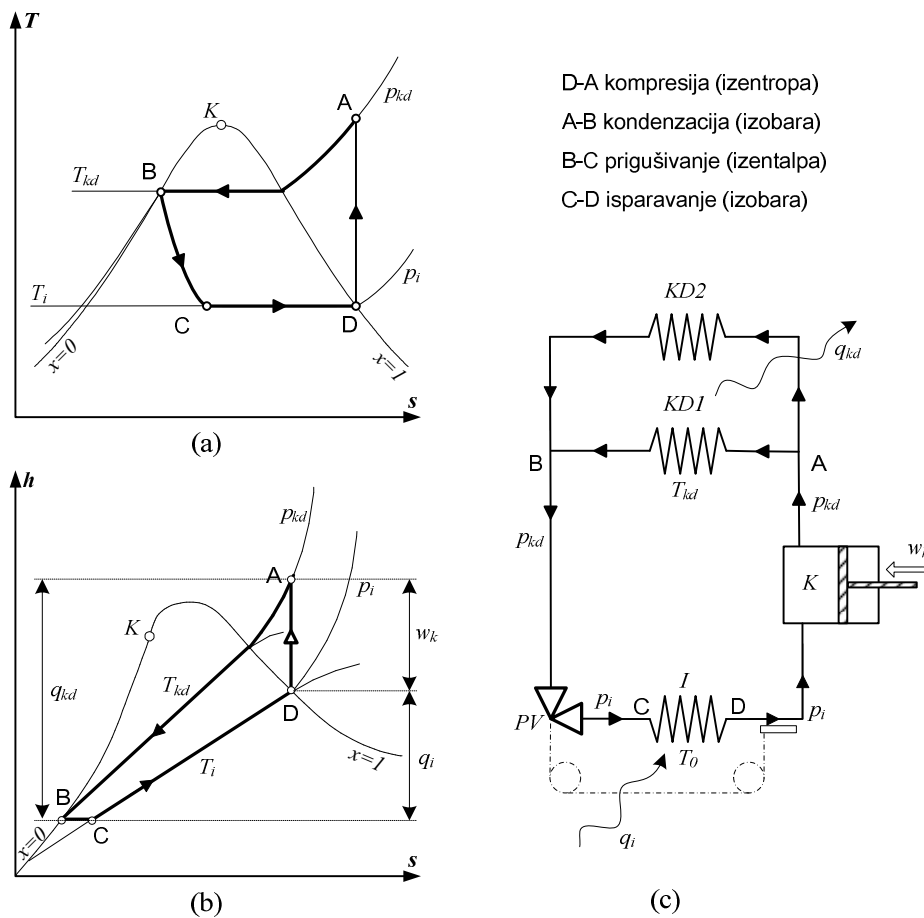 T
A
p_kd
K
B
T_kd
T_i
C
D
p_i
x=0
x=1
s
(a)
D-A kompresija (izentropa)
A-B kondenzacija (izobara)
B-C prigušivanje (izentalpa)
C-D isparavanje (izobara)
h
p_kd
A
p_i
K
w_k
q_kd
T_kd
D
T_i
x=1
q_i
B
C
x=0
s
(b)
KD2
q_kd
KD1
B
A
T_kd
p_kd
p_kd
K
PV
p_i
C
I
D
p_i
T_0
q_i
(c)